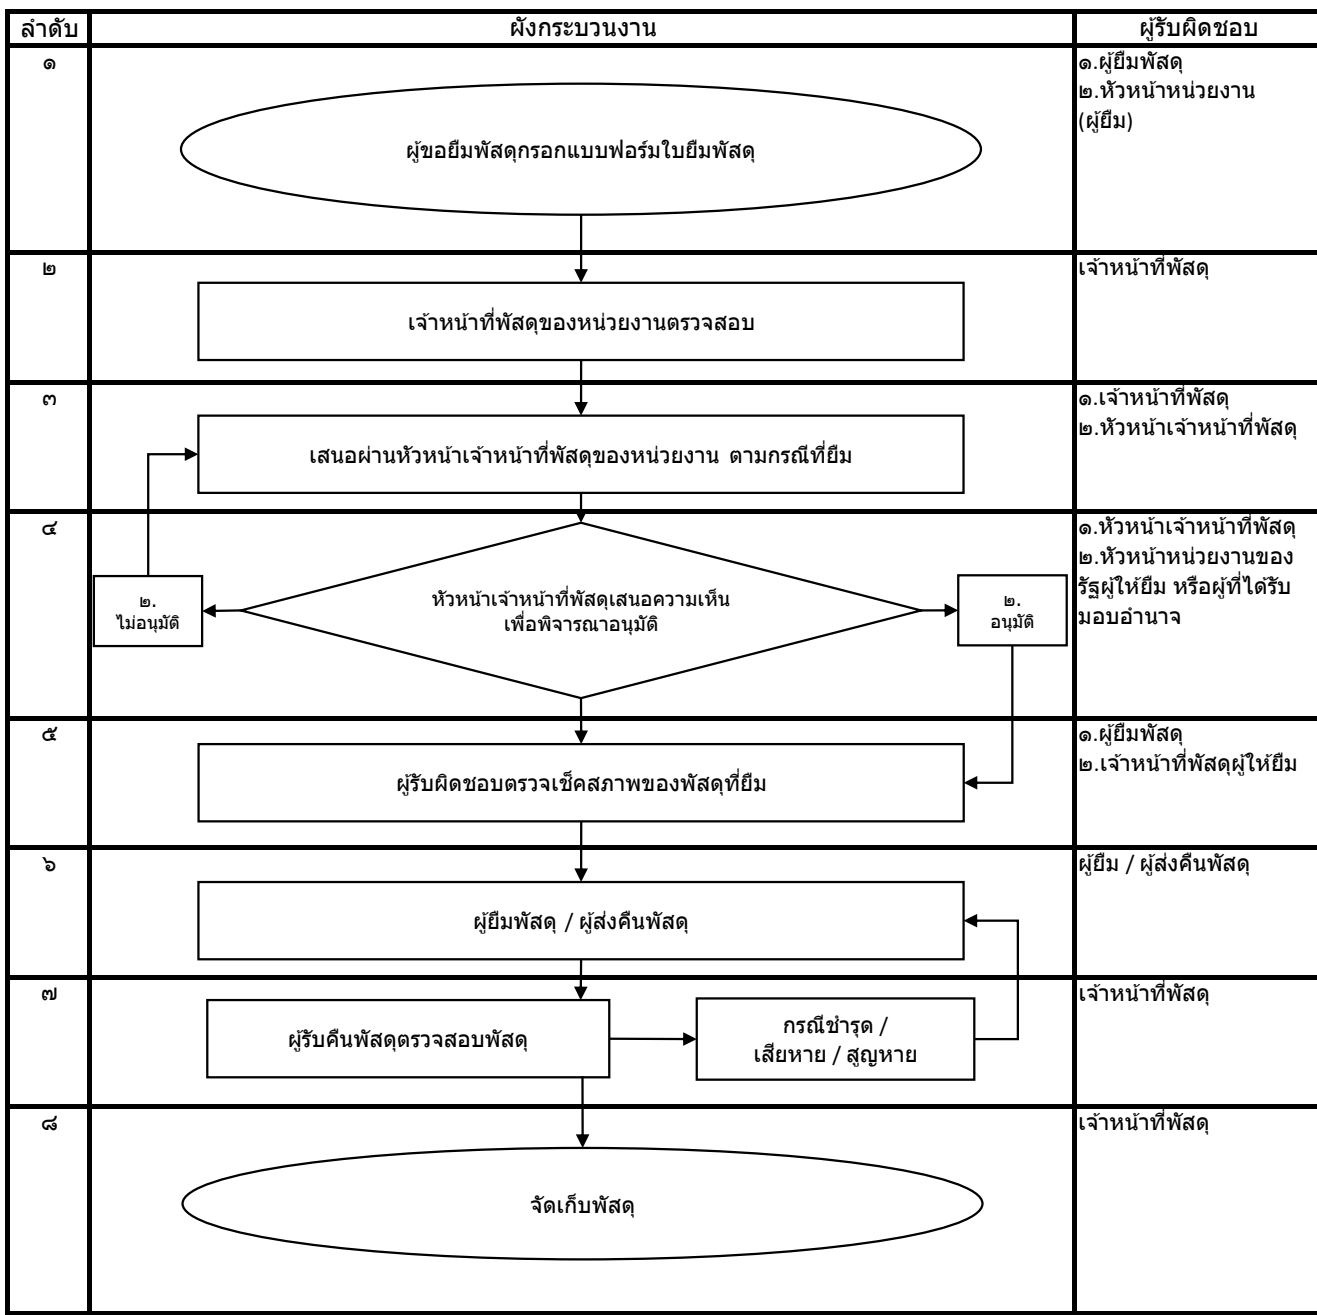 ลำดับ
ผังกระบวนงาน
ผู้รับผิดชอบ
๑
ผู้ขอยืมพัสดุกรอกแบบฟอร์มใบยืมพัสดุ
๑.ผู้ยืมพัสดุ
๒.หัวหน้าหน่วยงาน
(ผู้ยืม)
๒
เจ้าหน้าที่พัสดุของหน่วยงานตรวจสอบ
เจ้าหน้าที่พัสดุ
๓
เสนอผ่านหัวหน้าเจ้าหน้าที่พัสดุของหน่วยงาน ตามกรณีที่ยืม
๑.เจ้าหน้าที่พัสดุ
๒.หัวหน้าเจ้าหน้าที่พัสดุ
๔
๒.
ไม่อนุมัติ
หัวหน้าเจ้าหน้าที่พัสดุเสนอความเห็น
เพื่อพิจารณาอนุมัติ
๒.
อนุมัติ
๑.หัวหน้าเจ้าหน้าที่พัสดุ
๒.หัวหน้าหน่วยงานของ
รัฐผู้ให้ยืม หรือผู้ที่ได้รับ
มอบอำนาจ
๕
ผู้รับผิดชอบตรวจเช็คสภาพของพัสดุที่ยืม
๑.ผู้ยืมพัสดุ
๒.เจ้าหน้าที่พัสดุผู้ให้ยืม
๖
ผู้ยืมพัสดุ / ผู้ส่งคืนพัสดุ
ผู้ยืม / ผู้ส่งคืนพัสดุ
๗
ผู้รับคืนพัสดุตรวจสอบพัสดุ
กรณีชำรุด /
เสียหาย / สูญหาย
เจ้าหน้าที่พัสดุ
๘
จัดเก็บพัสดุ
เจ้าหน้าที่พัสดุ